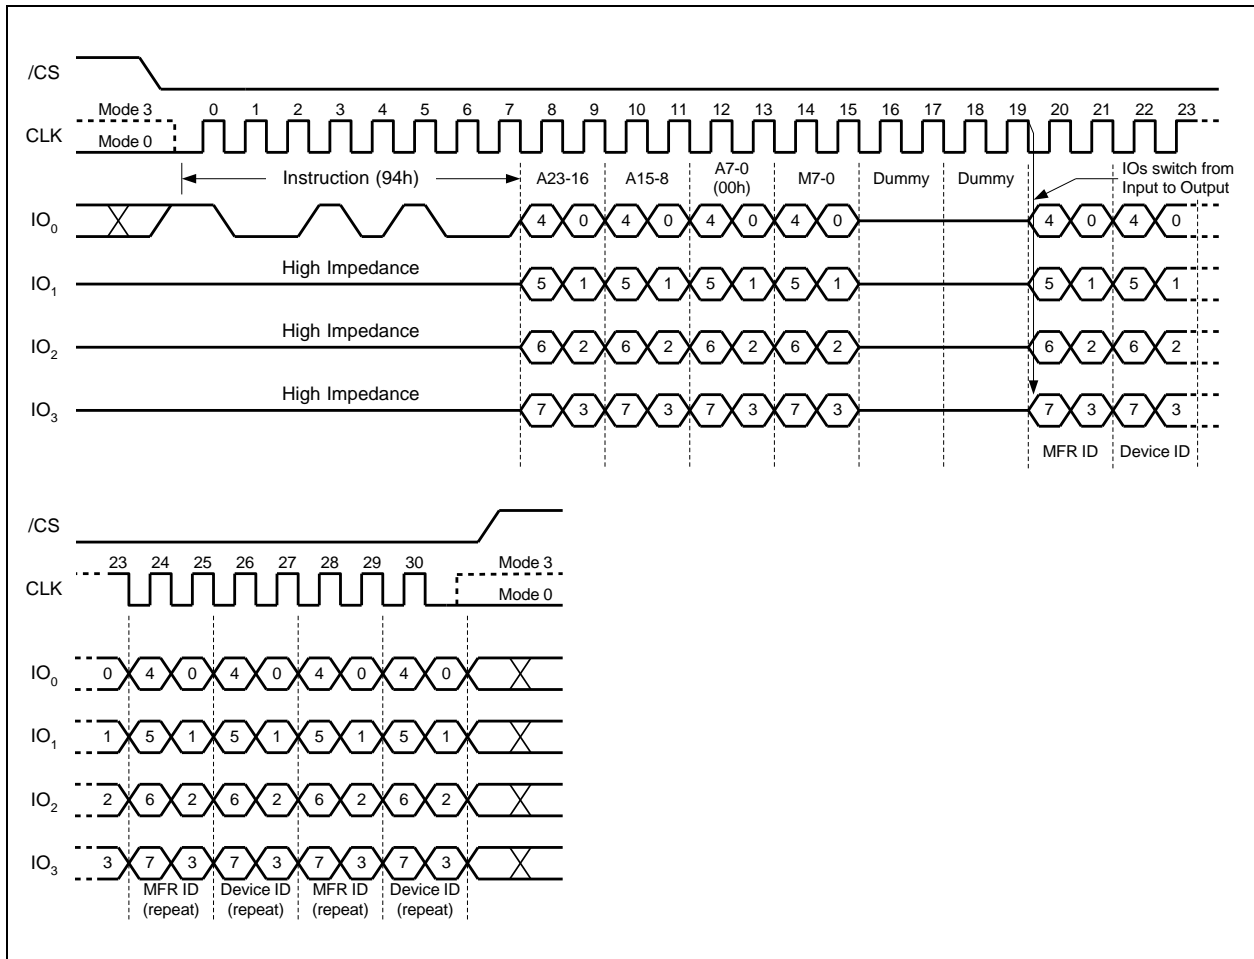 /CS
Mode 3 0 1 2 3 4 5 6 7 8 9 10 11 12 13 14 15 16 17 18 19 20 21 22 23
CLK
Mode 0
Instruction (94h) A23-16 A15-8 A7-0 (00h) M7-0 Dummy Dummy
IOs switch from
Input to Output
IO0 4 0 4 0 4 0 4 0 4 0 4 0
High Impedance
IO1 5 1 5 1 5 1 5 1 5 1 5 1
High Impedance
IO2 6 2 6 2 6 2 6 2 6 2 6 2
High Impedance
IO3 7 3 7 3 7 3 7 3 7 3 7 3
MFR ID Device ID
/CS
23 24 25 26 27 28 29 30 Mode 3
CLK
Mode 0
IO0 0 4 0 4 0 4 0 4 0
IO1 1 5 1 5 1 5 1 5 1
IO2 2 6 2 6 2 6 2 6 2
IO3 3 7 3 7 3 7 3 7 3
MFR ID Device ID MFR ID Device ID
(repeat) (repeat) (repeat) (repeat)